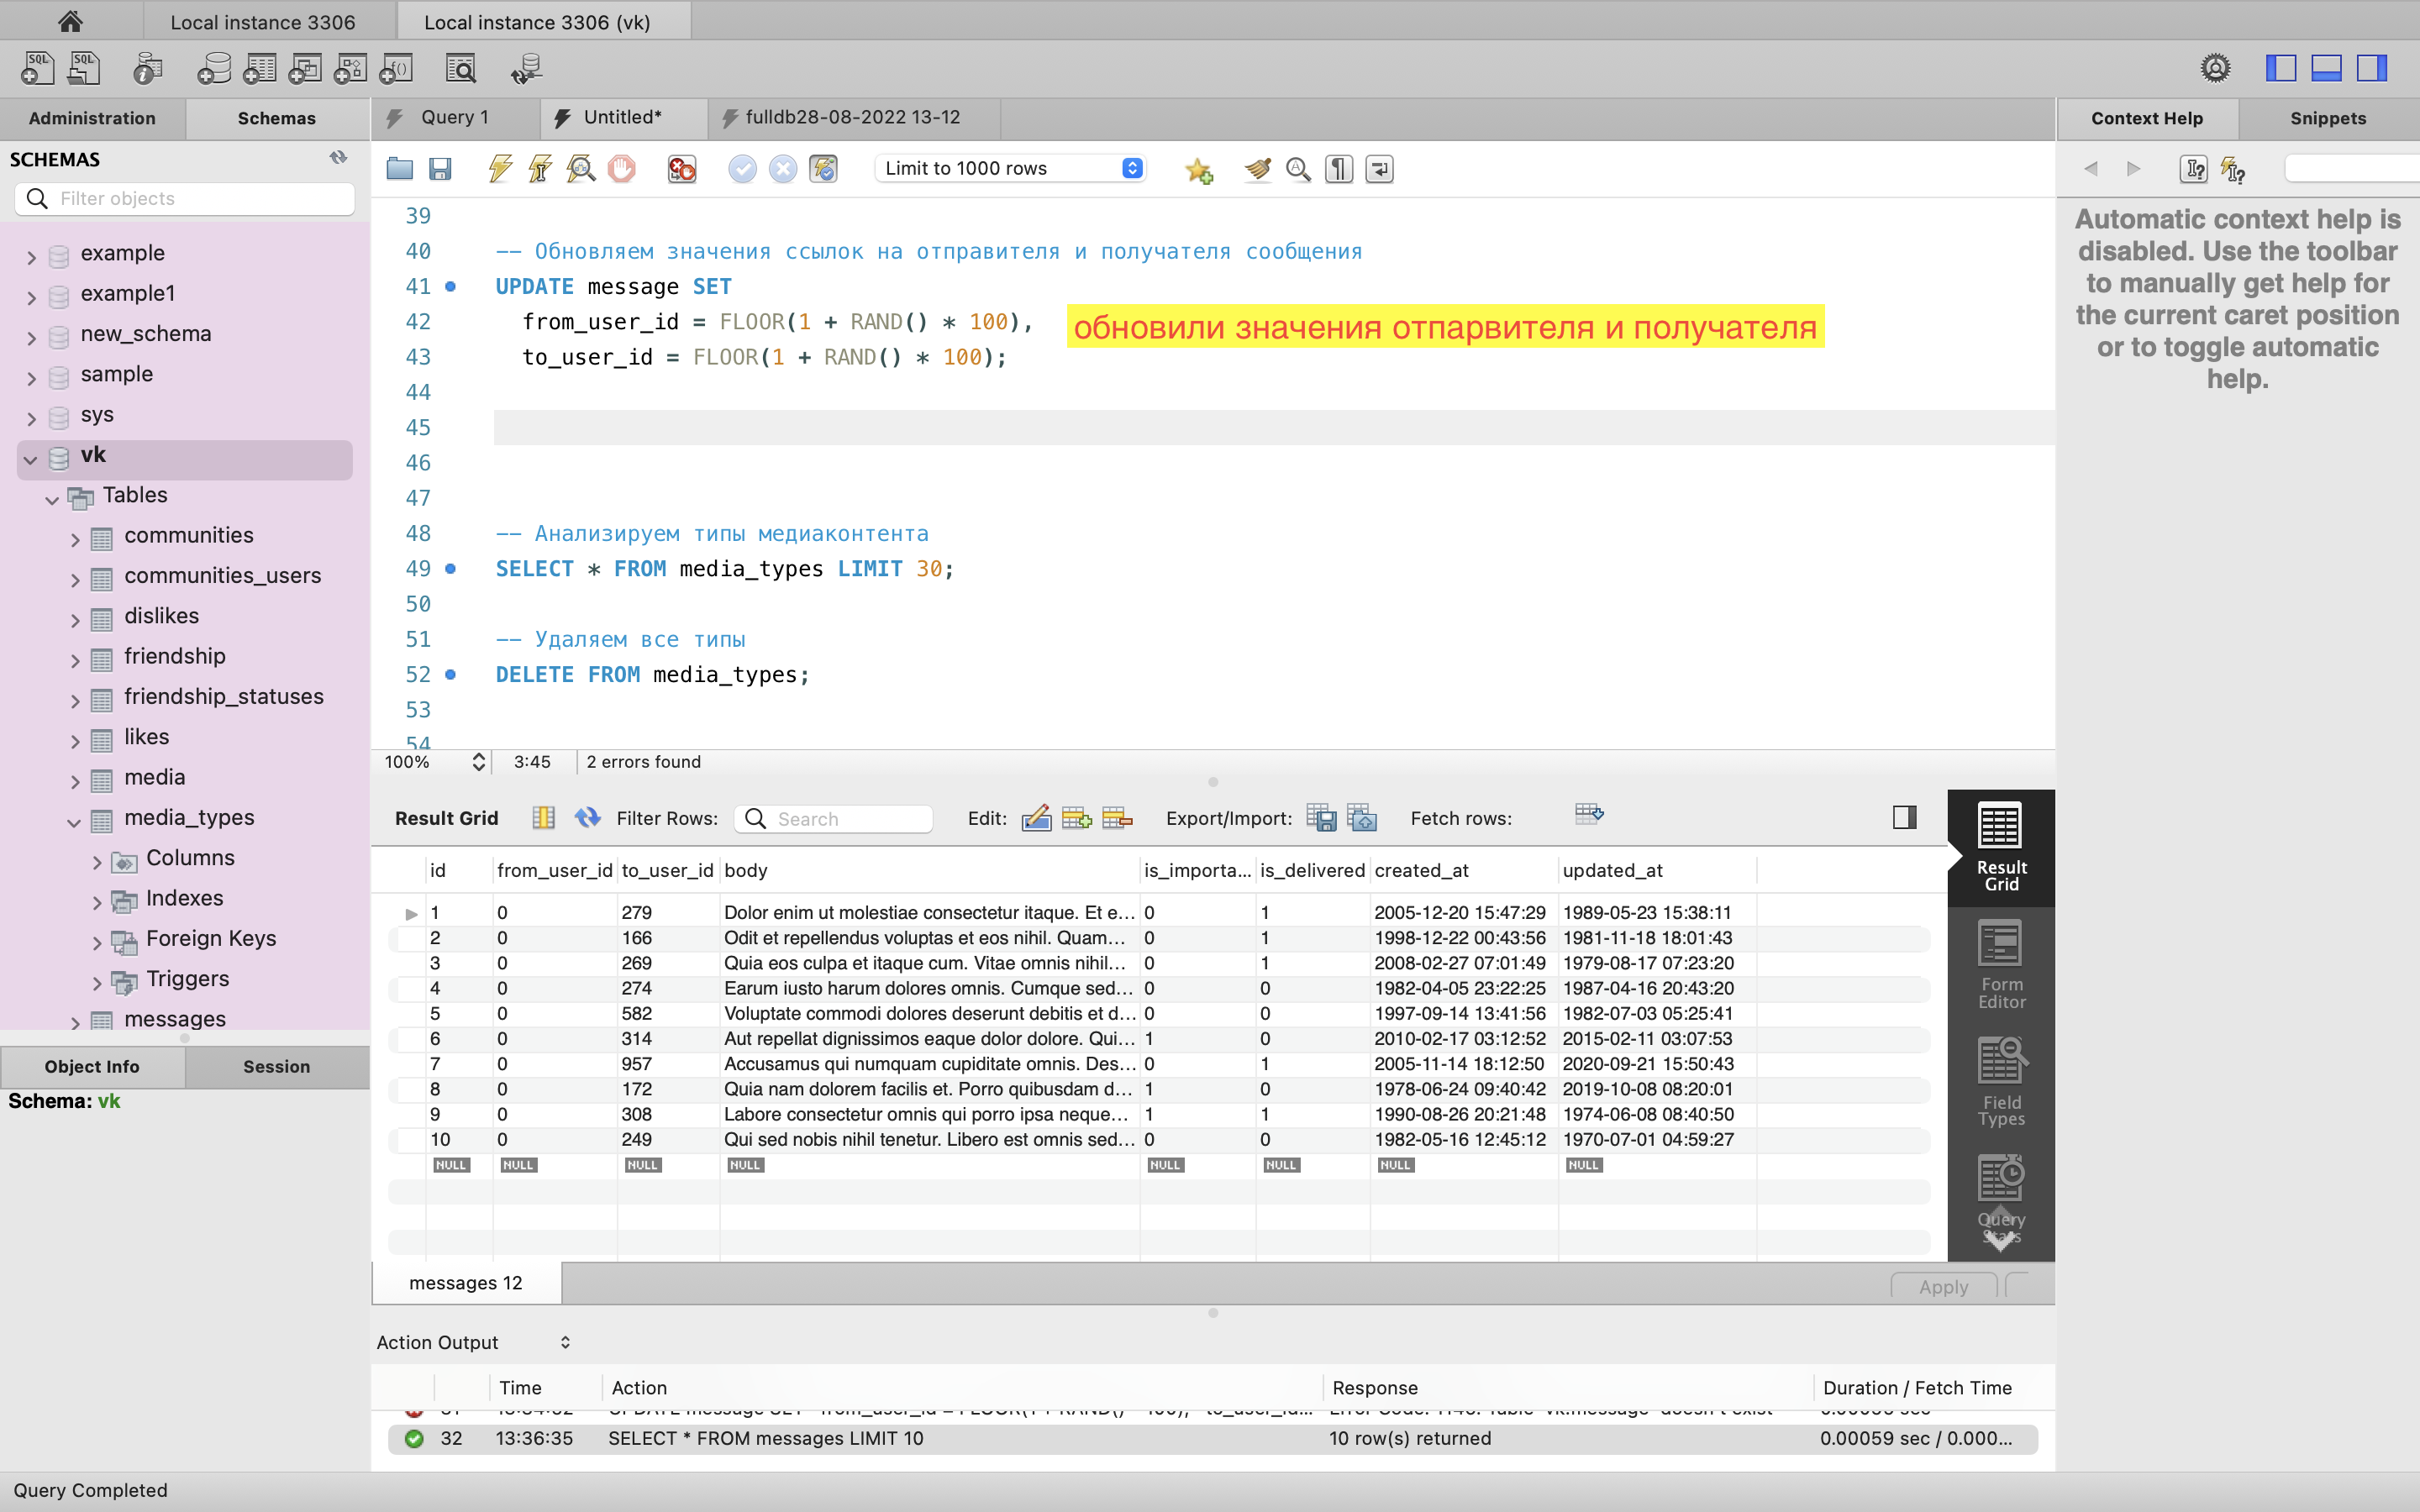 Local instance 3306
Local instance 3306 (vk)
SQL
SQL
Administration
Schemas
Query 1
Untitled*
fulldb28-08-2022 13-12
Context Help
Snippets
SCHEMAS
Filter objects
Limit to 1000 rows
Automatic context help is
disabled. Use the toolbar
to manually get help for
the current caret position
or to toggle automatic
help.
example
example1
new_schema
sample
sys
vk
Tables
communities
communities_users
dislikes
friendship
friendship_statuses
likes
media
media_types
Columns
Indexes
Foreign Keys
Triggers
messages
39
40 -- Обновляем значения ссылок на отправителя и получателя сообщения
41 UPDATE message SET
42 from_user_id = FLOOR(1 + RAND() * 100),
обновили значения отпарвителя и получателя
43 to_user_id = FLOOR(1 + RAND() * 100);
44
45
46
47
48 -- Анализируем типы медиаконтента
49 SELECT * FROM media_types LIMIT 30;
50
51 -- Удаляем все типы
52 DELETE FROM media_types;
53
54
100% 3:45 2 errors found
Result Grid Filter Rows: Search Edit: Export/Import: Fetch rows:
id from_user_id to_user_id body is_importa... is_delivered created_at updated_at
1 0 279 Dolor enim ut molestiae consectetur itaque. Et e... 0 1 2005-12-20 15:47:29 1989-05-23 15:38:11
2 0 166 Odit et repellendus voluptas et eos nihil. Quam... 0 1 1998-12-22 00:43:56 1981-11-18 18:01:43
3 0 269 Quia eos culpa et itaque cum. Vitae omnis nihil... 0 1 2008-02-27 07:01:49 1979-08-17 07:23:20
4 0 274 Earum iusto harum dolores omnis. Cumque sed... 0 0 1982-04-05 23:22:25 1987-04-16 20:43:20
5 0 582 Voluptate commodi dolores deserunt debitis et d... 0 0 1997-09-14 13:41:56 1982-07-03 05:25:41
6 0 314 Aut repellat dignissimos eaque dolor dolore. Qui... 1 0 2010-02-17 03:12:52 2015-02-11 03:07:53
7 0 957 Accusamus qui numquam cupiditate omnis. Des... 0 1 2005-11-14 18:12:50 2020-09-21 15:50:43
8 0 172 Quia nam dolorem facilis et. Porro quibusdam d... 1 0 1978-06-24 09:40:42 2019-10-08 08:20:01
9 0 308 Labore consectetur omnis qui porro ipsa neque... 1 1 1990-08-26 20:21:48 1974-06-08 08:40:50
10 0 249 Qui sed nobis nihil tenetur. Libero est omnis sed... 0 0 1982-05-16 12:45:12 1970-07-01 04:59:27
NULL NULL NULL NULL NULL NULL NULL NULL
Result
Grid
Form
Editor
Field
Types
Query
Stats
Object Info
Session
Schema: vk
messages 12
Apply
Action Output
Time Action Response Duration / Fetch Time
32 13:36:35 SELECT * FROM messages LIMIT 10 10 row(s) returned 0.00059 sec / 0.000...
Query Completed